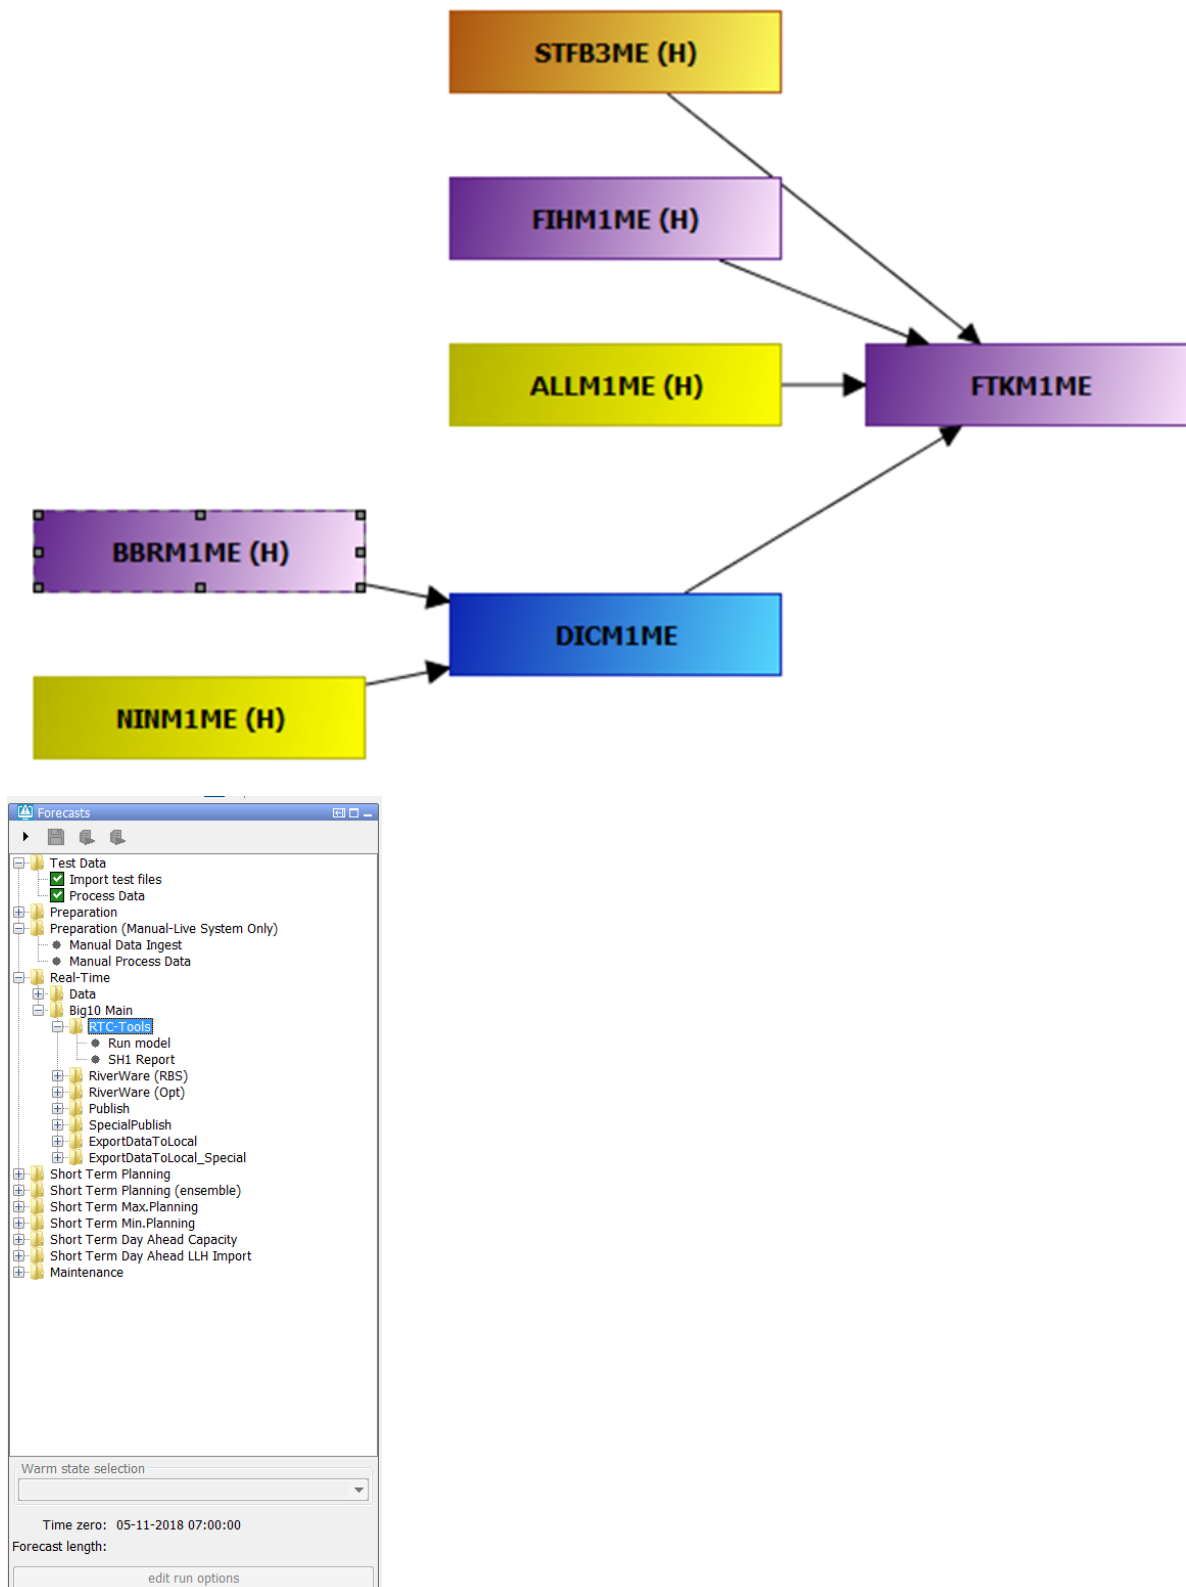 STFB3ME (H)
FIHM1ME (H)
ALLM1ME (H)
FTKM1ME
BBRM1ME (H)
DICM1ME
NINM1ME (H)
Forecasts
Test Data
Import test files
Process Data
Preparation
Preparation (Manual-Live System Only)
Manual Data Ingest
Manual Process Data
Real-Time
Data
Big10 Main
RTC-Tools
Run model
SH1 Report
RiverWare (RBS)
RiverWare (Opt)
Publish
SpecialPublish
ExportDataToLocal
ExportDataToLocal_Special
Short Term Planning
Short Term Planning (ensemble)
Short Term Max.Planning
Short Term Min.Planning
Short Term Day Ahead Capacity
Short Term Day Ahead LLH Import
Maintenance
Warm state selection
Time zero: 05-11-2018 07:00:00
Forecast length:
edit run options